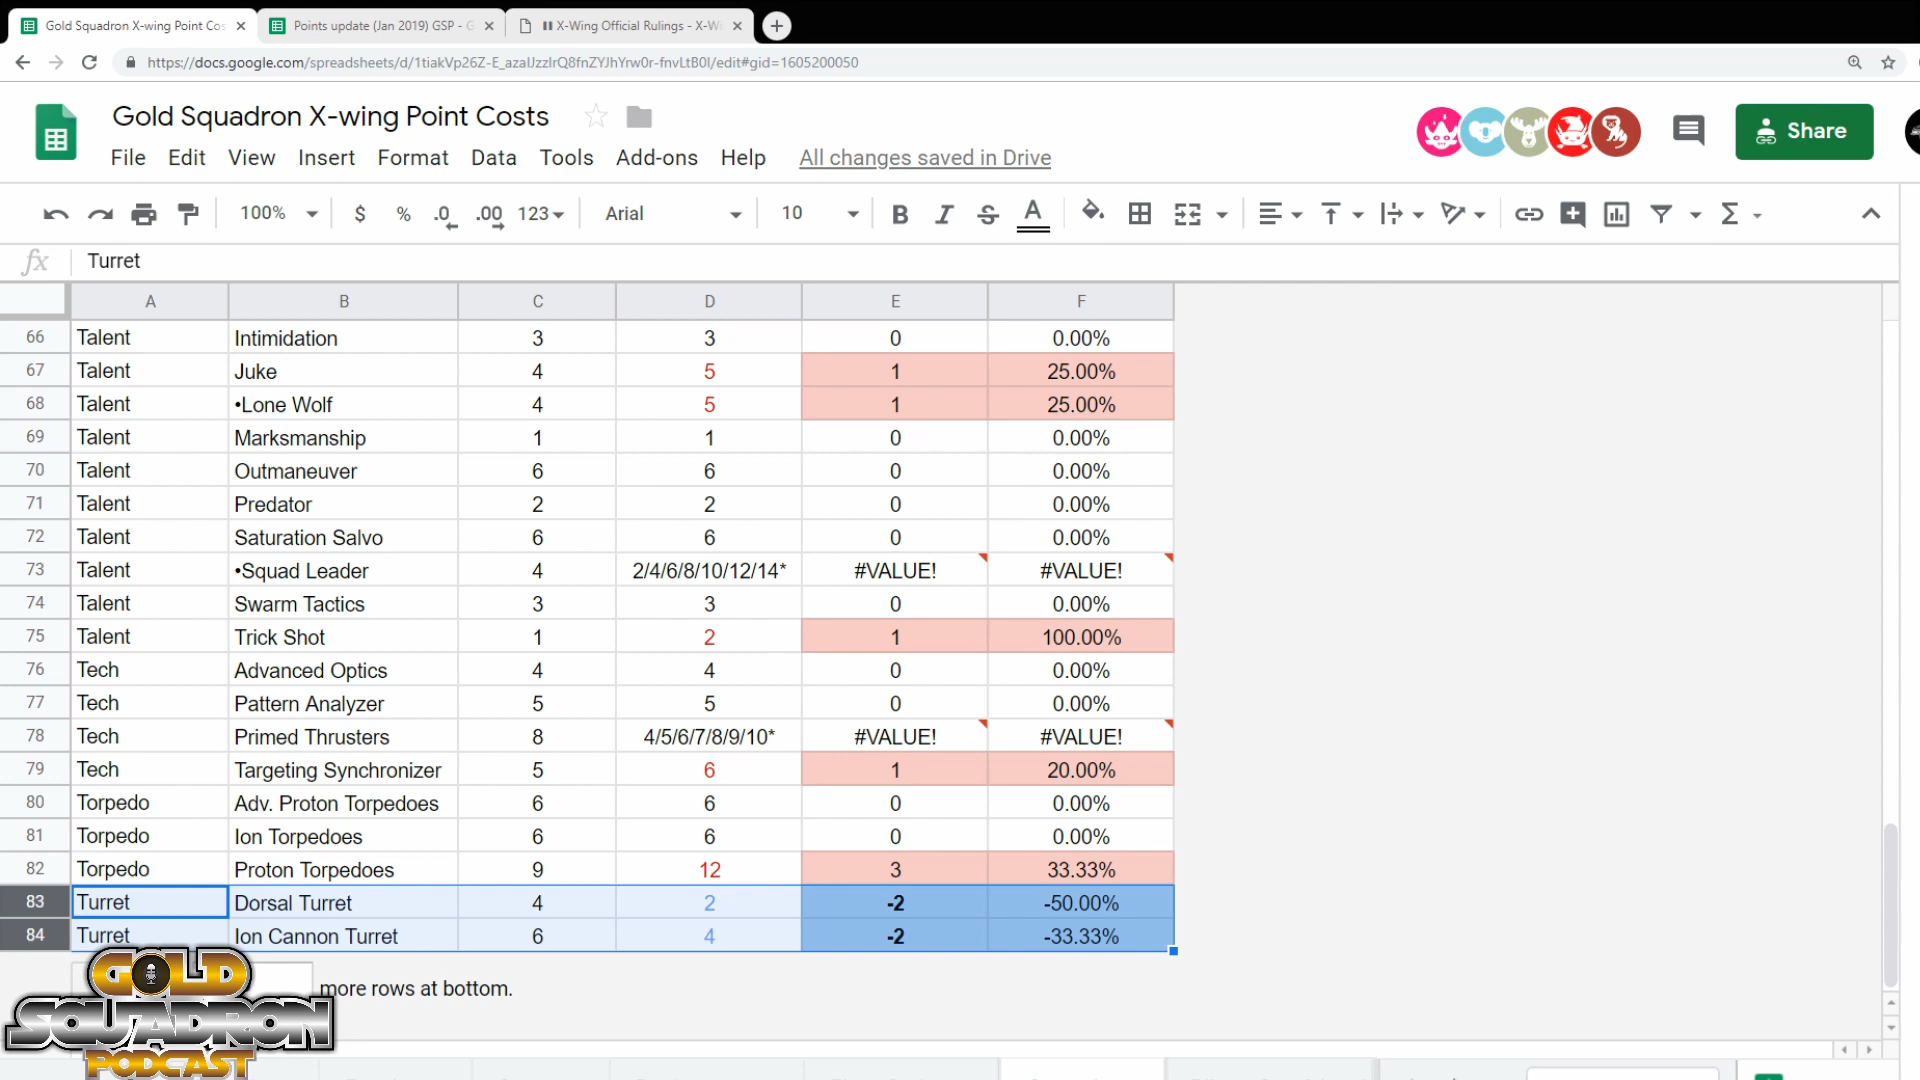 Gold Squadron X-wing Point Cos
Points update (Jan 2019) GSP - G
X-Wing Official Rulings - X-Wi
https://docs.google.com/spreadsheets/d/1tiakVp26Z-E_azalJzzIrQ8fnZYJhYrw0r-fnvLtB0I/edit#gid=1605200050
Gold Squadron X-wing Point Costs
Share
File Edit View Insert Format Data Tools Add-ons Help All changes saved in Drive
100% $ % .0 .00 123 Arial 10 B I S A Σ
fx Turret
A B C D E F
66 Talent Intimidation 3 3 0 0.00%
67 Talent Juke 4 5 1 25.00%
68 Talent •Lone Wolf 4 5 1 25.00%
69 Talent Marksmanship 1 1 0 0.00%
70 Talent Outmaneuver 6 6 0 0.00%
71 Talent Predator 2 2 0 0.00%
72 Talent Saturation Salvo 6 6 0 0.00%
73 Talent •Squad Leader 4 2/4/6/8/10/12/14* #VALUE! #VALUE!
74 Talent Swarm Tactics 3 3 0 0.00%
75 Talent Trick Shot 1 2 1 100.00%
76 Tech Advanced Optics 4 4 0 0.00%
77 Tech Pattern Analyzer 5 5 0 0.00%
78 Tech Primed Thrusters 8 4/5/6/7/8/9/10* #VALUE! #VALUE!
79 Tech Targeting Synchronizer 5 6 1 20.00%
80 Torpedo Adv. Proton Torpedoes 6 6 0 0.00%
81 Torpedo Ion Torpedoes 6 6 0 0.00%
82 Torpedo Proton Torpedoes 9 12 3 33.33%
83 Turret Dorsal Turret 4 2 -2 -50.00%
84 Turret Ion Cannon Turret 6 4 -2 -33.33%
more rows at bottom.
GOLD
SQUADRON
PODCAST